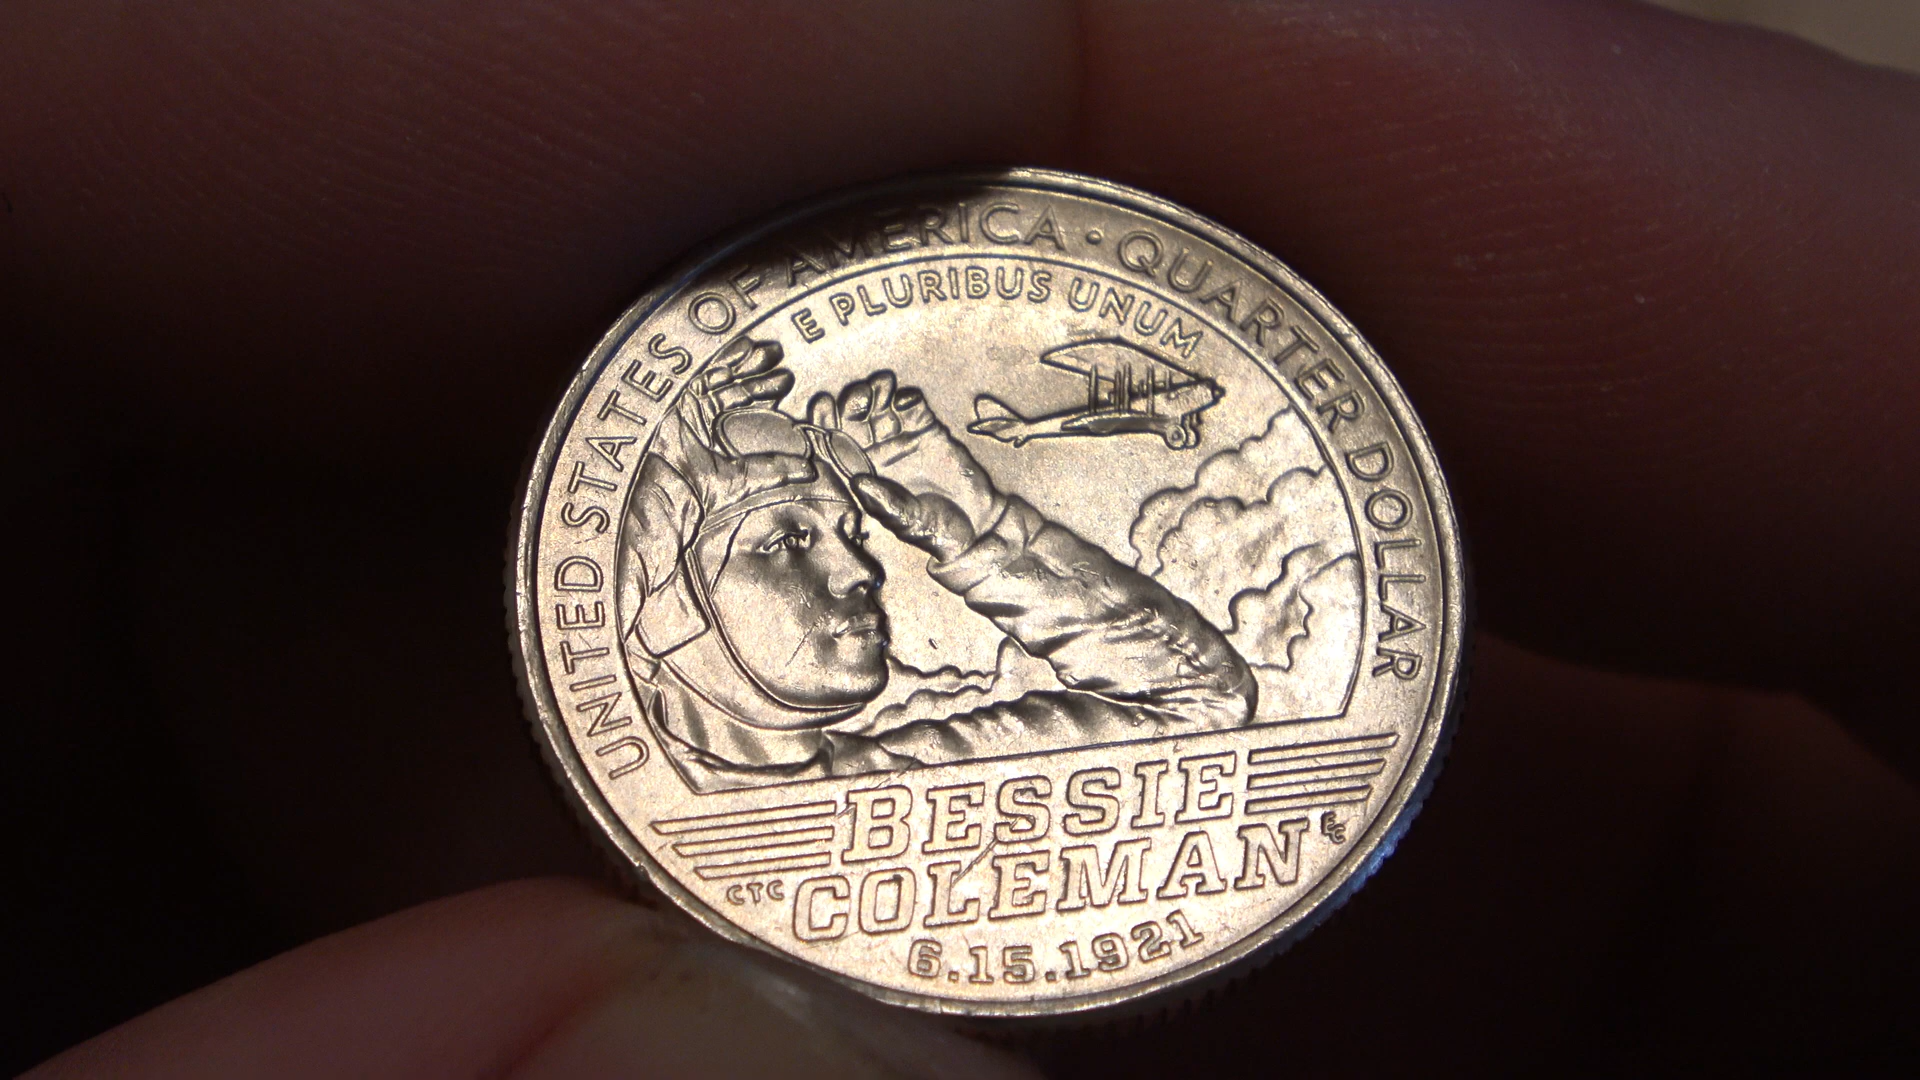 UNITED STATES OF AMERICA · QUARTER DOLLAR
E PLURIBUS UNUM
BESSIE
COLEMAN
EC
CTC
6.15.1921